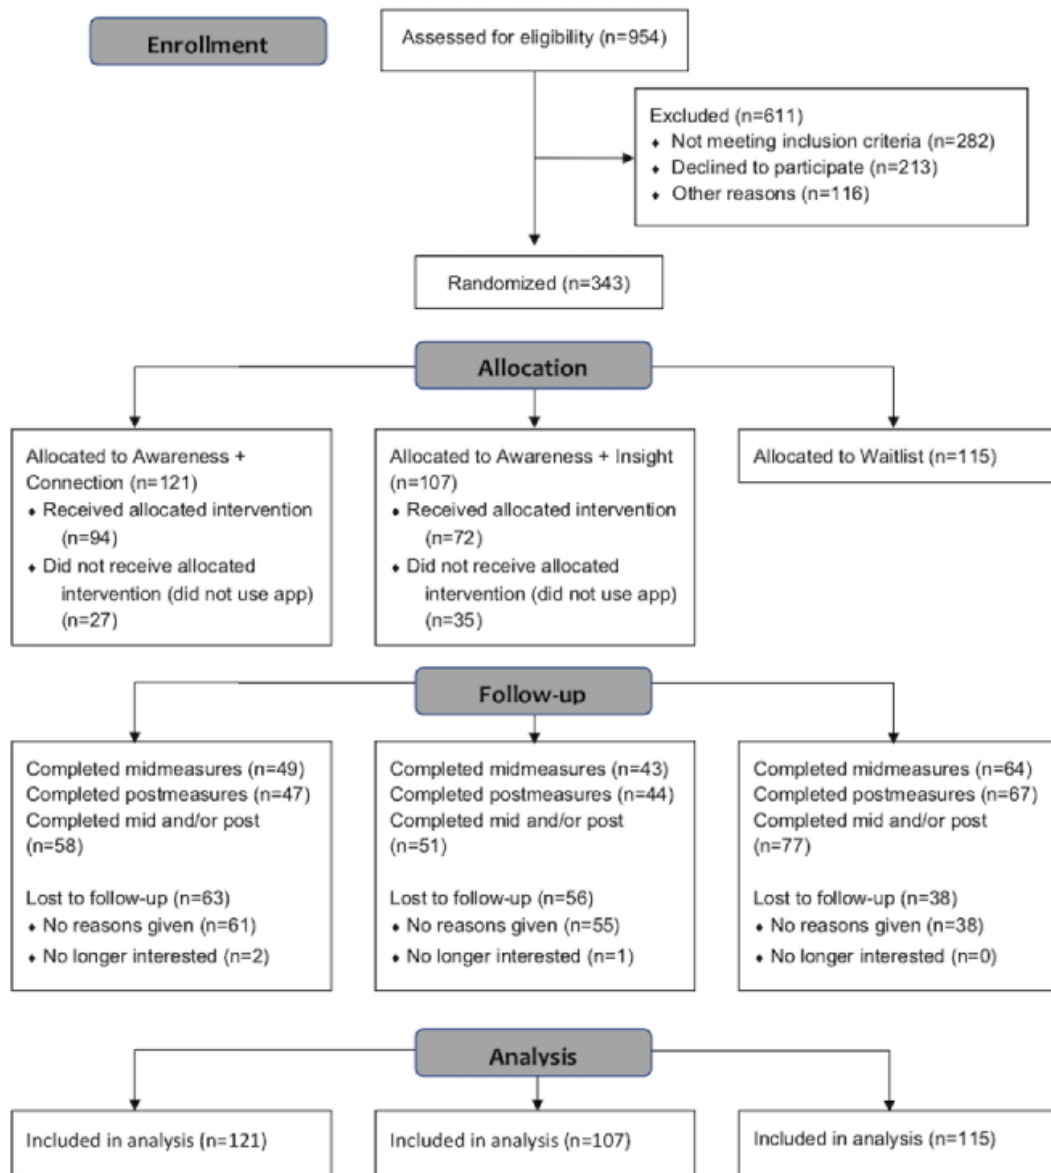 Enrollment
Assessed for eligibility (n=954)
Excluded (n=611)
♦ Not meeting inclusion criteria (n=282)
♦ Declined to participate (n=213)
♦ Other reasons (n=116)
Randomized (n=343)
Allocation
Allocated to Awareness +
Connection (n=121)
♦ Received allocated intervention
(n=94)
♦ Did not receive allocated
intervention (did not use app)
(n=27)
Allocated to Awareness + Insight
(n=107)
♦ Received allocated intervention
(n=72)
♦ Did not receive allocated
intervention (did not use app)
(n=35)
Allocated to Waitlist (n=115)
Follow-up
Completed midmeasures (n=49)
Completed postmeasures (n=47)
Completed mid and/or post
(n=58)
Lost to follow-up (n=63)
♦ No reasons given (n=61)
♦ No longer interested (n=2)
Completed midmeasures (n=43)
Completed postmeasures (n=44)
Completed mid and/or post
(n=51)
Lost to follow-up (n=56)
♦ No reasons given (n=55)
♦ No longer interested (n=1)
Completed midmeasures (n=64)
Completed postmeasures (n=67)
Completed mid and/or post
(n=77)
Lost to follow-up (n=38)
♦ No reasons given (n=38)
♦ No longer interested (n=0)
Analysis
Included in analysis (n=121)
Included in analysis (n=107)
Included in analysis (n=115)